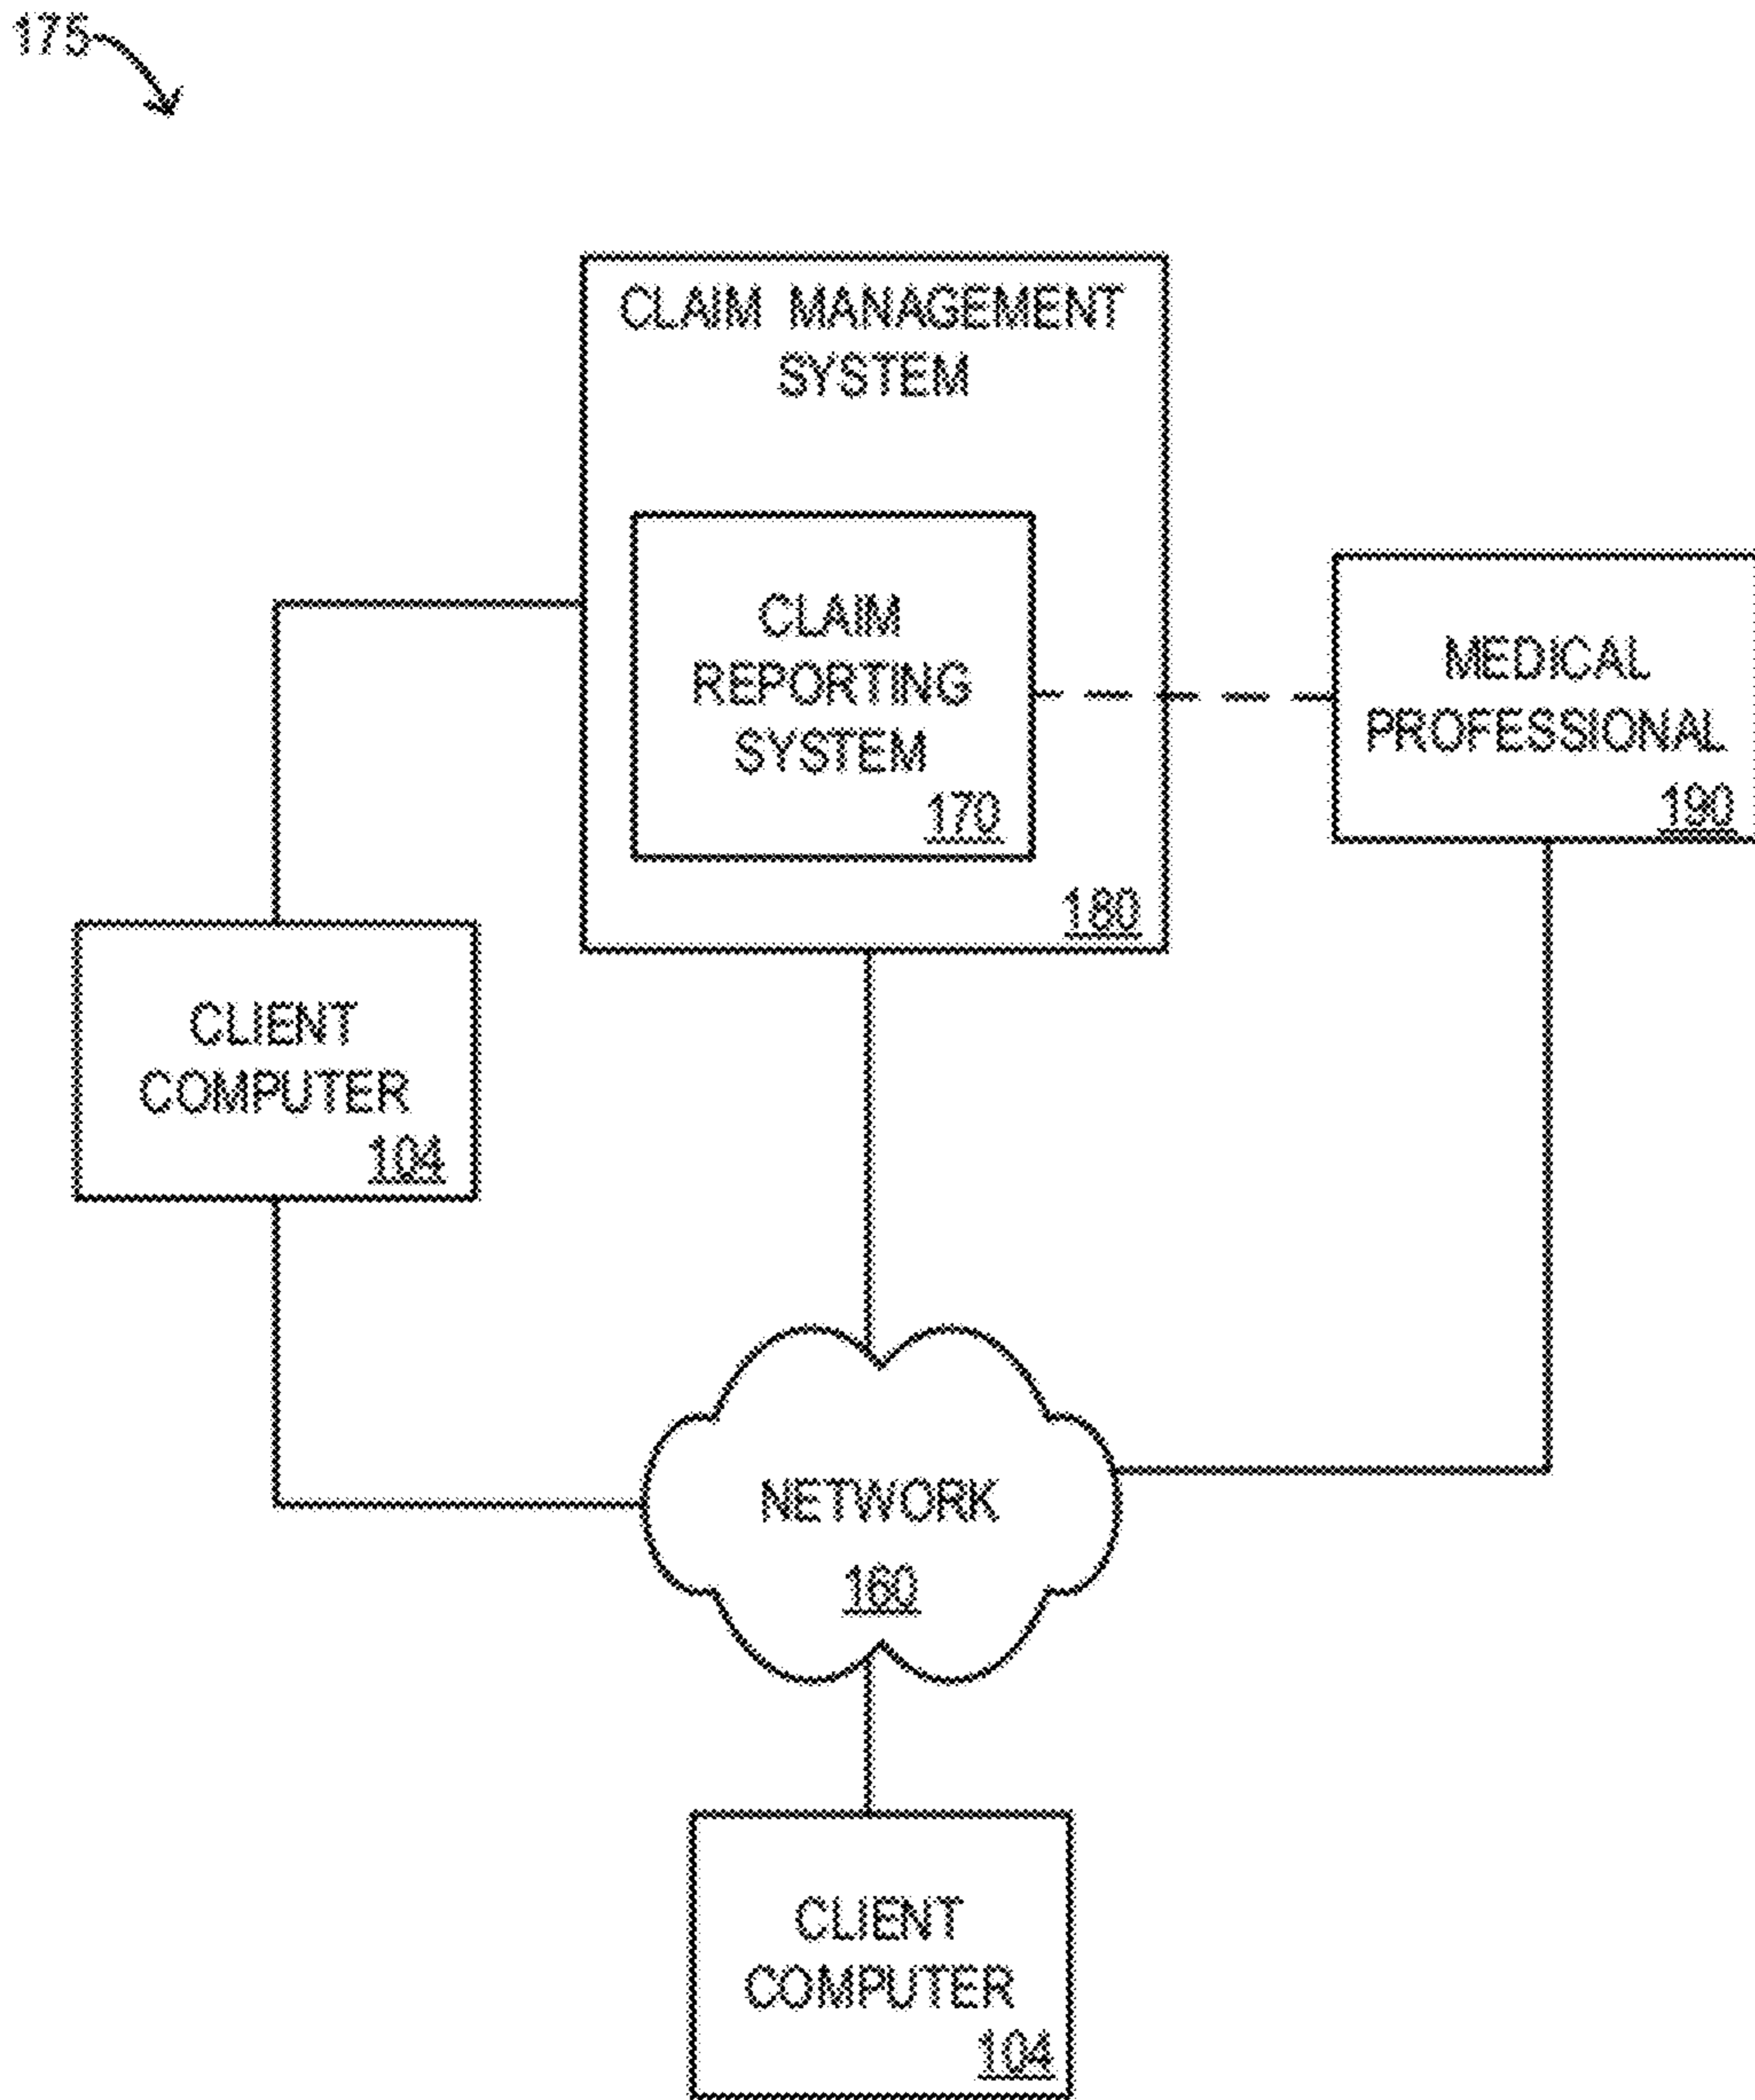 175
CLAIM MANAGEMENT
SYSTEM
CLAIM
REPORTING
SYSTEM
170
180
MEDICAL
PROFESSIONAL
190
CLIENT
COMPUTER
104
NETWORK
160
CLIENT
COMPUTER
104